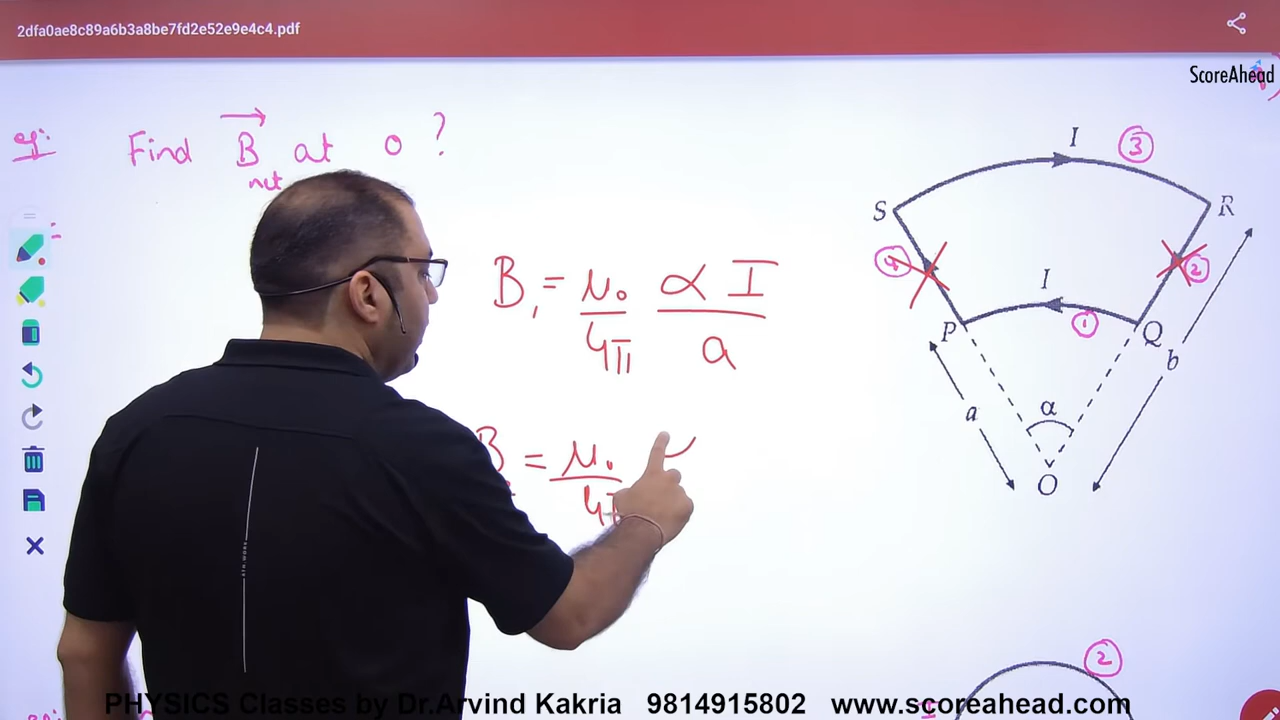 2dfa0ae8c89a6b3a8be7fd2e52e9e4c4.pdf
ScoreAhead
Find B at O ?
net
I ③
S R
④ ②
B₁ = μ₀ α I
4π a
I
P ① Q
b
a α
O
B = μ₀
4π
②
PHYSICS Classes by Dr.Arvind Kakria 9814915802 www.scoreahead.com